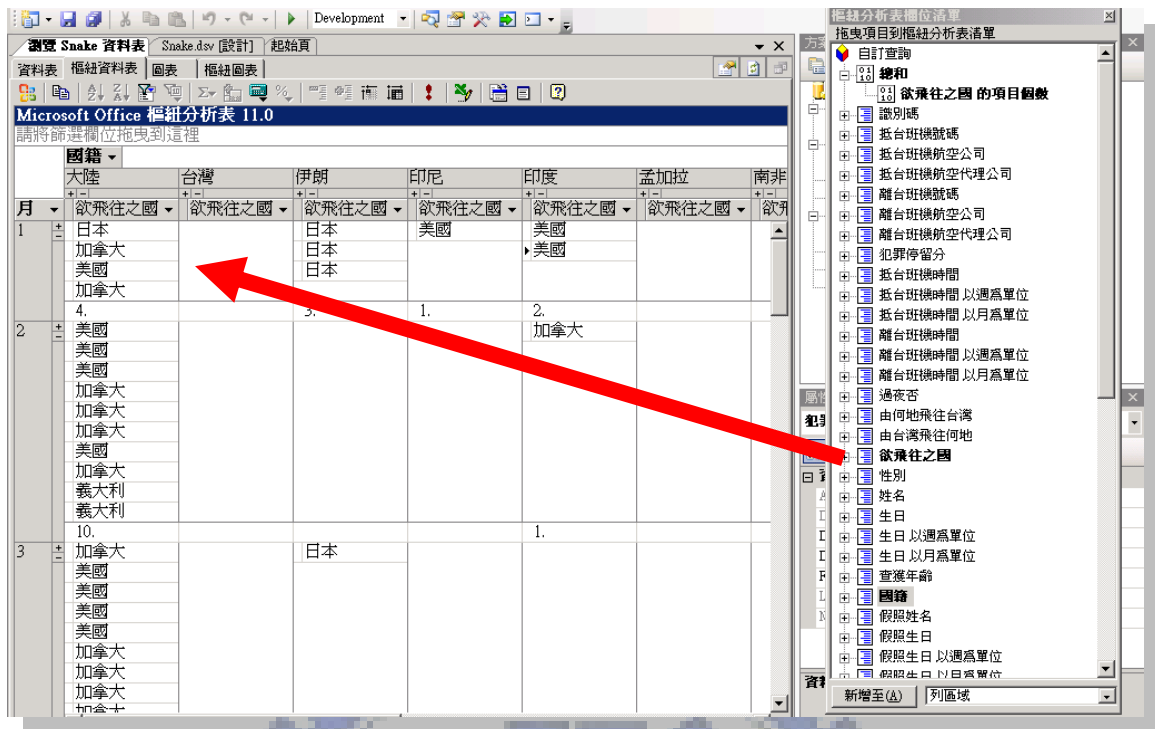 Development
瀏覽 Snake 資料表 Snake.dsv [設計] 起始頁
資料表 樞紐資料表 圖表 樞紐圖表
Microsoft Office 樞紐分析表 11.0
請將篩選欄位拖曳到這裡
國籍
大陸 台灣 伊朗 印尼 印度 孟加拉 南非
月 欲飛往之國 欲飛往之國 欲飛往之國 欲飛往之國 欲飛往之國 欲飛往之國 欲飛
1 日本 日本 美國 美國
加拿大 日本 美國
美國 日本
加拿大
4. 3. 1. 2.
2 美國 加拿大
美國
美國
加拿大
加拿大
加拿大
美國
加拿大
義大利
義大利
10. 1.
3 加拿大 日本
美國
美國
美國
美國
加拿大
加拿大
加拿大
加拿大
樞紐分析表欄位清單
拖曳項目到樞紐分析表清單
自訂查詢
總和
欲飛往之國 的項目個數
識別碼
抵台班機號碼
抵台班機航空公司
抵台班機航空代理公司
離台班機號碼
離台班機航空公司
離台班機航空代理公司
犯罪停留分
抵台班機時間
抵台班機時間 以週為單位
抵台班機時間 以月為單位
離台班機時間
離台班機時間 以週為單位
離台班機時間 以月為單位
過夜否
由何地飛往台灣
由台灣飛往何地
欲飛往之國
性別
姓名
生日
生日 以週為單位
生日 以月為單位
查獲年齡
國籍
假照姓名
假照生日
假照生日 以週為單位
假照生日 以月為單位
新增至(A) 列區域